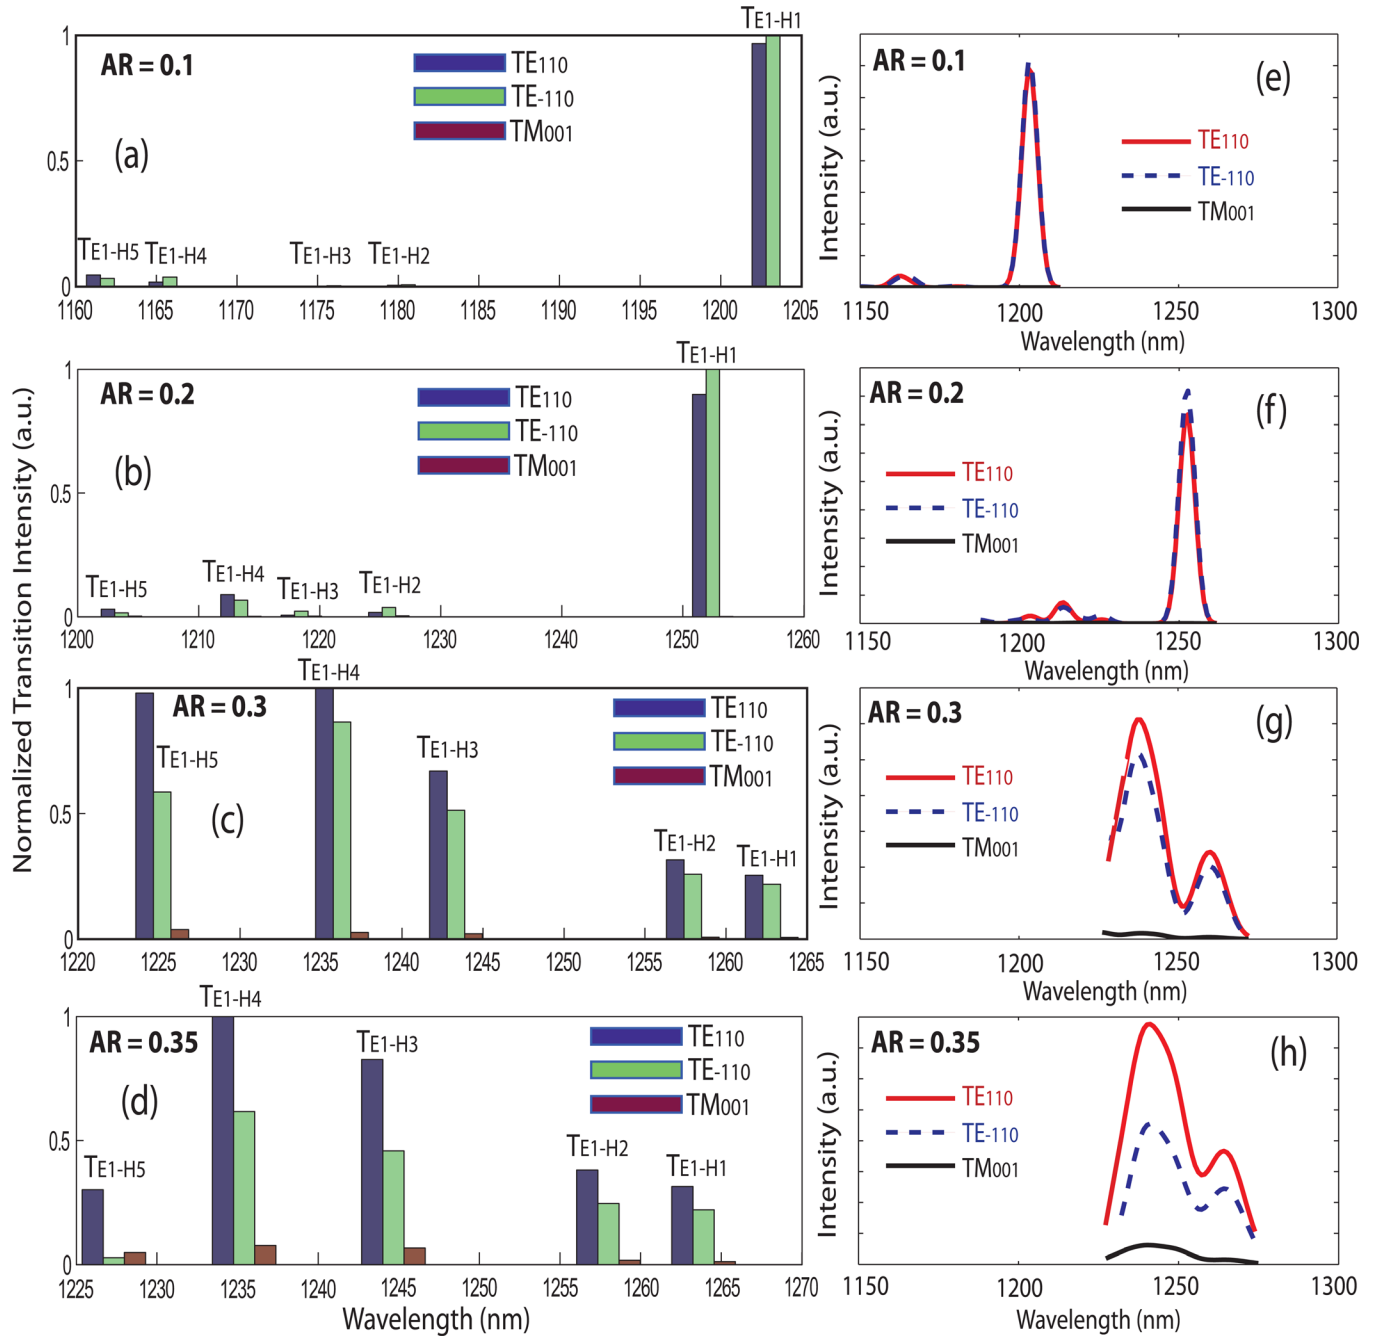 Normalized Transition Intensity (a.u.)
TE1-H1
1
AR = 0.1
TE110
TE-110
TM001
(a)
0.5
TE1-H5
TE1-H4
TE1-H3
TE1-H2
0
1160
1165
1170
1175
1180
1185
1190
1195
1200
1205
AR = 0.1
(e)
Intensity (a.u.)
TE110
TE-110
TM001
1150
1200
1250
1300
Wavelength (nm)
TE1-H1
1
AR = 0.2
TE110
TE-110
TM001
(b)
0.5
TE1-H5
TE1-H4
TE1-H3
TE1-H2
0
1200
1210
1220
1230
1240
1250
1260
AR = 0.2
(f)
Intensity (a.u.)
TE110
TE-110
TM001
1150
1200
1250
1300
Wavelength (nm)
TE1-H4
1
AR = 0.3
TE110
TE-110
TM001
TE1-H5
TE1-H3
(c)
0.5
TE1-H2
TE1-H1
0
1220
1225
1230
1235
1240
1245
1250
1255
1260
1265
AR = 0.3
(g)
Intensity (a.u.)
TE110
TE-110
TM001
1150
1200
1250
1300
Wavelength (nm)
TE1-H4
1
AR = 0.35
TE110
TE-110
TM001
TE1-H3
(d)
0.5
TE1-H5
TE1-H2
TE1-H1
0
1225
1230
1235
1240
1245
1250
1255
1260
1265
1270
Wavelength (nm)
AR = 0.35
(h)
Intensity (a.u.)
TE110
TE-110
TM001
1150
1200
1250
1300
Wavelength (nm)